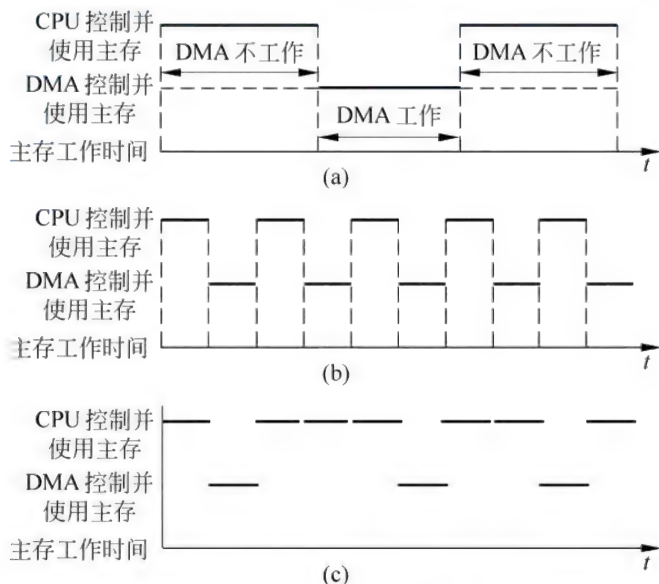 CPU 控制并
使用主存
DMA 不工作
DMA 不工作
DMA 控制并
使用主存
DMA 工作
主存工作时间
t
(a)
CPU 控制并
使用主存
DMA 控制并
使用主存
主存工作时间
t
(b)
CPU 控制并
使用主存
DMA 控制并
使用主存
主存工作时间
t
(c)